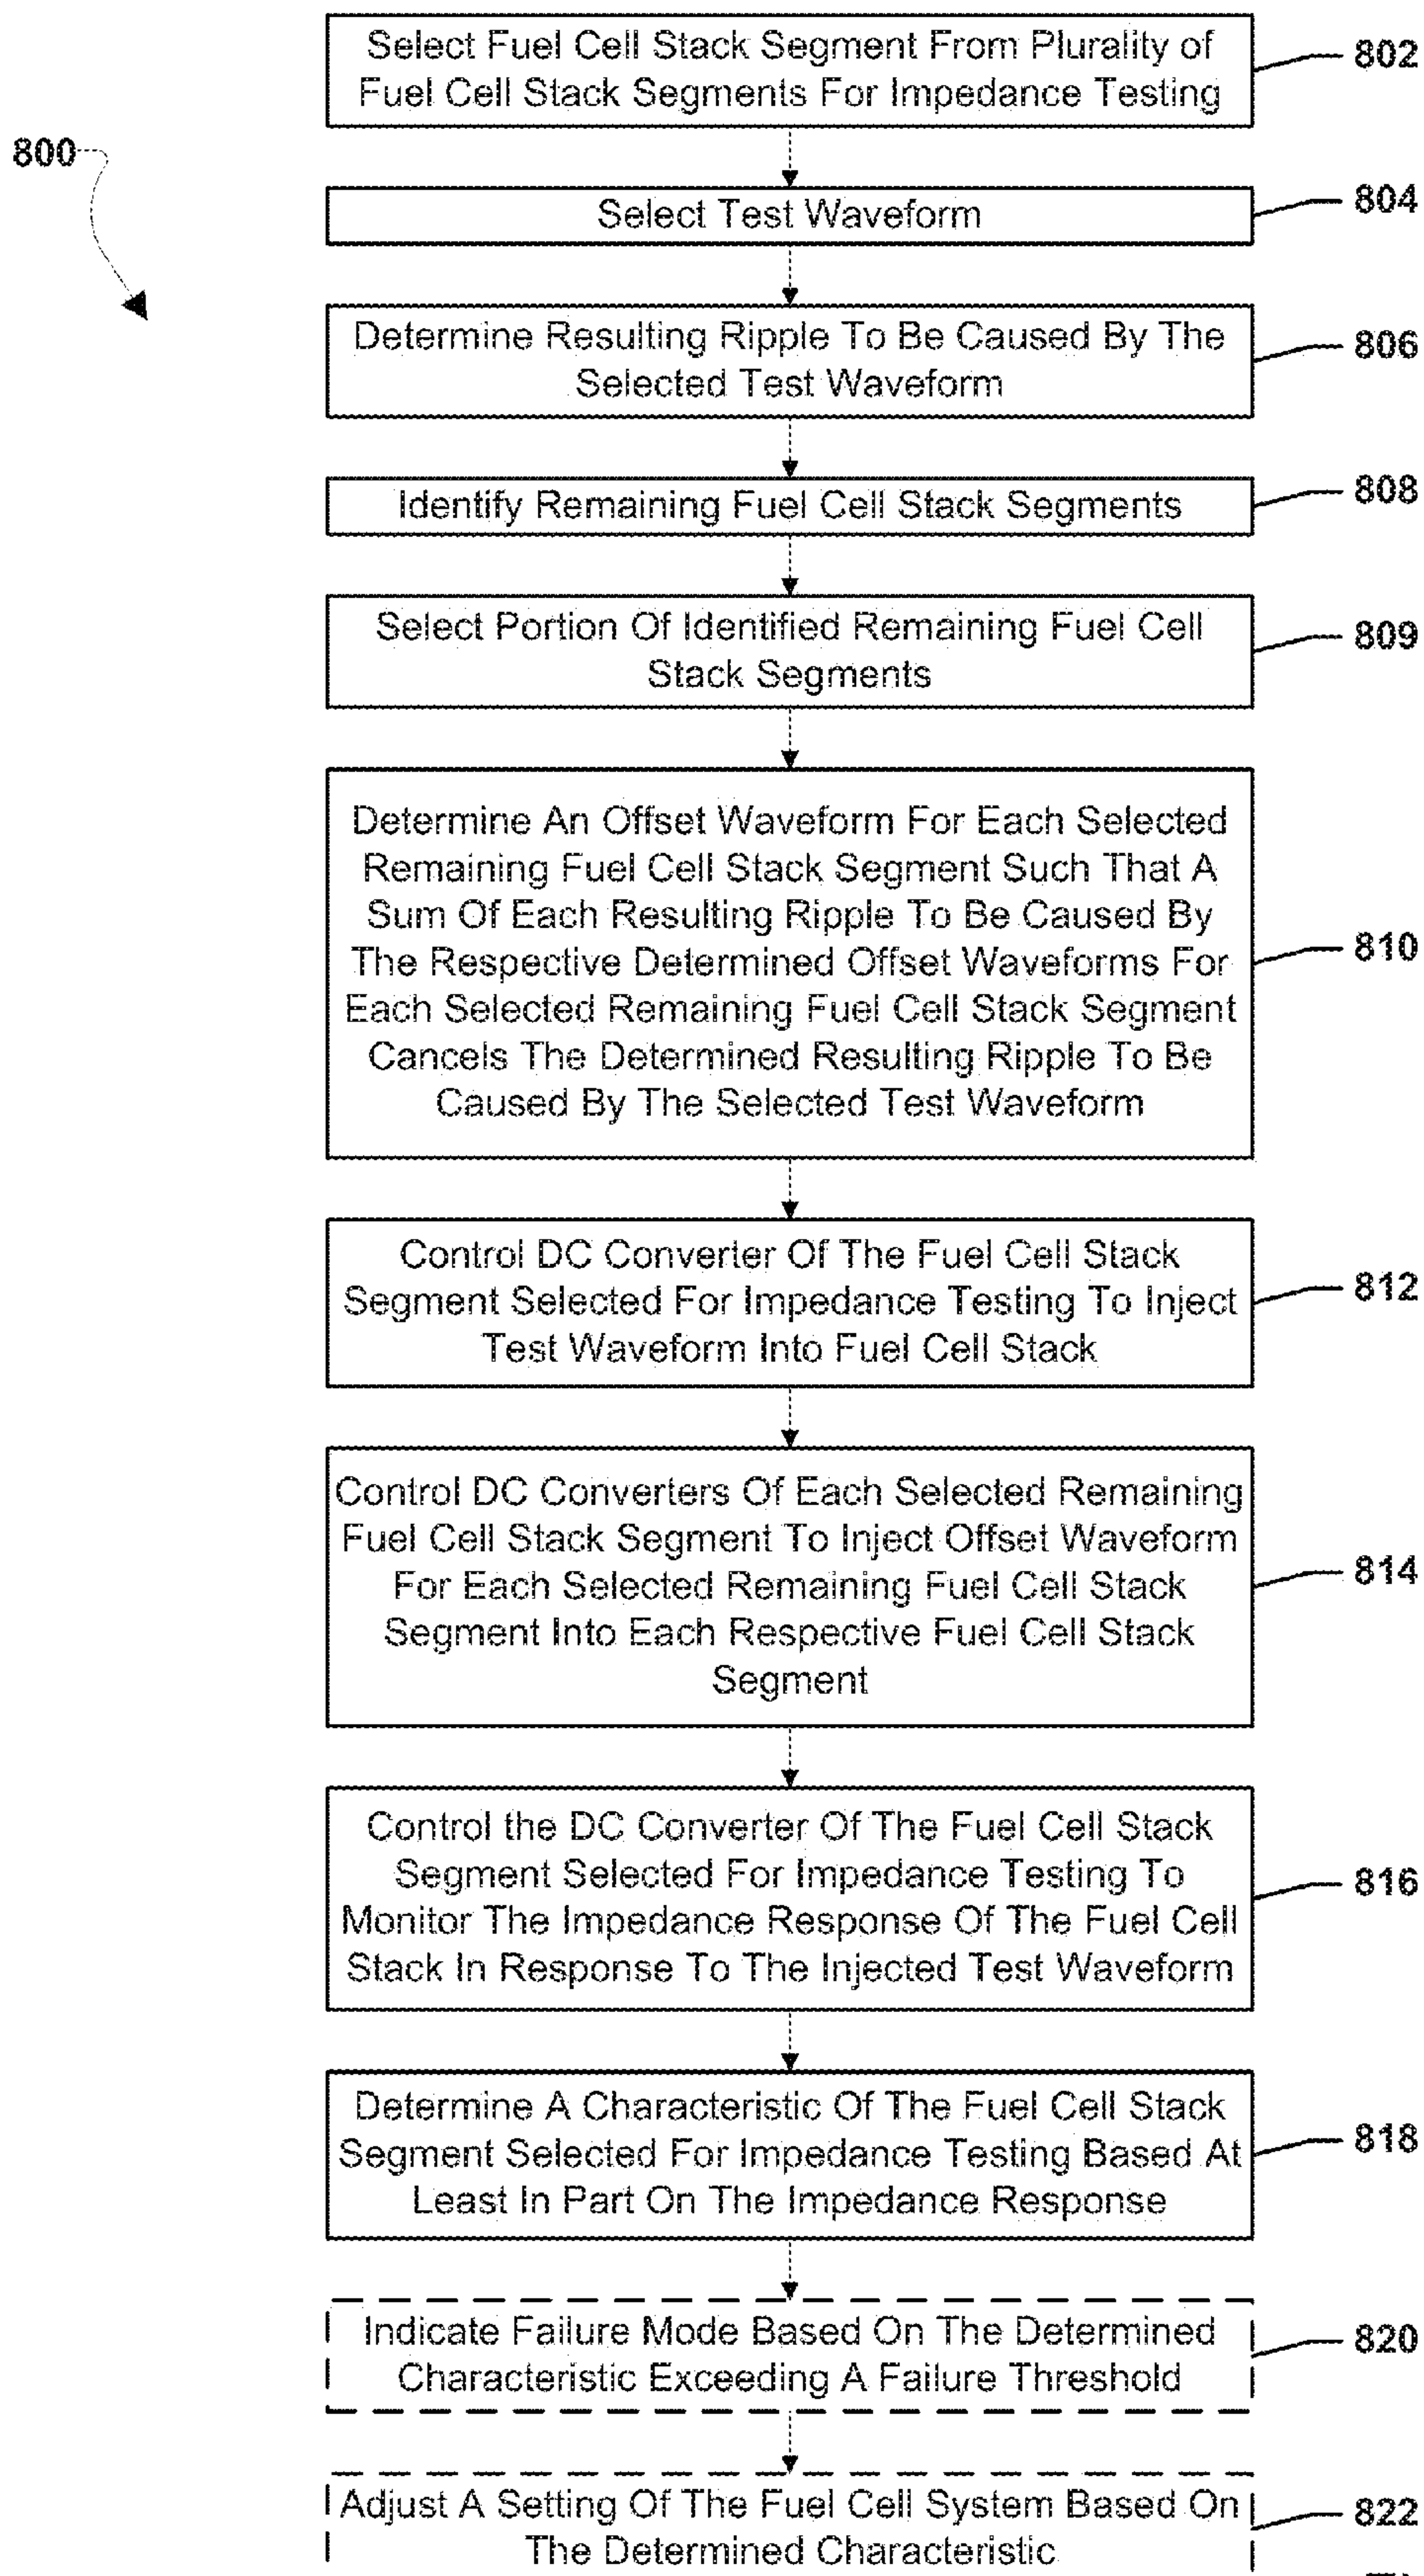 Select Fuel Cell Stack Segment From Plurality of
Fuel Cell Stack Segments For Impedance Testing
802
800
Select Test Waveform
804
Determine Resulting Ripple To Be Caused By The
Selected Test Waveform
806
Identify Remaining Fuel Cell Stack Segments
808
Select Portion Of Identified Remaining Fuel Cell
Stack Segments
809
Determine An Offset Waveform For Each Selected
Remaining Fuel Cell Stack Segment Such That A
Sum Of Each Resulting Ripple To Be Caused By
The Respective Determined Offset Waveforms For
Each Selected Remaining Fuel Cell Stack Segment
Cancels The Determined Resulting Ripple To Be
Caused By The Selected Test Waveform
810
Control DC Converter Of The Fuel Cell Stack
Segment Selected For Impedance Testing To Inject
Test Waveform Into Fuel Cell Stack
812
Control DC Converters Of Each Selected Remaining
Fuel Cell Stack Segment To Inject Offset Waveform
For Each Selected Remaining Fuel Cell Stack
Segment Into Each Respective Fuel Cell Stack
Segment
814
Control the DC Converter Of The Fuel Cell Stack
Segment Selected For Impedance Testing To
Monitor The Impedance Response Of The Fuel Cell
Stack In Response To The Injected Test Waveform
816
Determine A Characteristic Of The Fuel Cell Stack
Segment Selected For Impedance Testing Based At
Least In Part On The Impedance Response
818
Indicate Failure Mode Based On The Determined
Characteristic Exceeding A Failure Threshold
820
Adjust A Setting Of The Fuel Cell System Based On
The Determined Characteristic
822